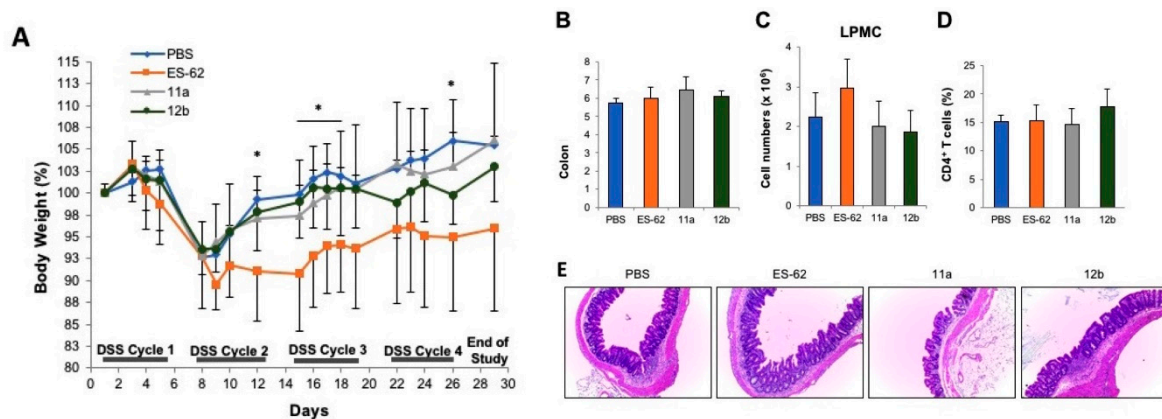 A
PBS
ES-62
11a
12b
Body Weight (%)
115
113
110
108
105
103
100
98
95
93
90
88
85
83
80
*
*
*
DSS Cycle 1
DSS Cycle 2
DSS Cycle 3
DSS Cycle 4
End of
Study
0 2 4 6 8 10 12 14 16 18 20 22 24 26 28 30
Days
B
Colon
9
8
7
6
5
4
3
2
1
0
PBS ES-62 11a 12b
C
LPMC
Cell numbers (x 10⁶)
4
3
2
1
0
PBS ES-62 11a 12b
D
CD4⁺ T cells (%)
25
20
15
10
5
0
PBS ES-62 11a 12b
E
PBS ES-62 11a 12b